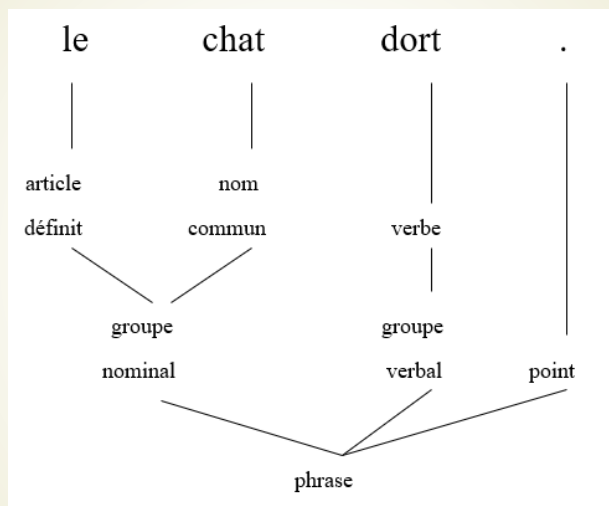 le chat dort .
article nom
définit commun verbe
groupe groupe
nominal verbal point
phrase